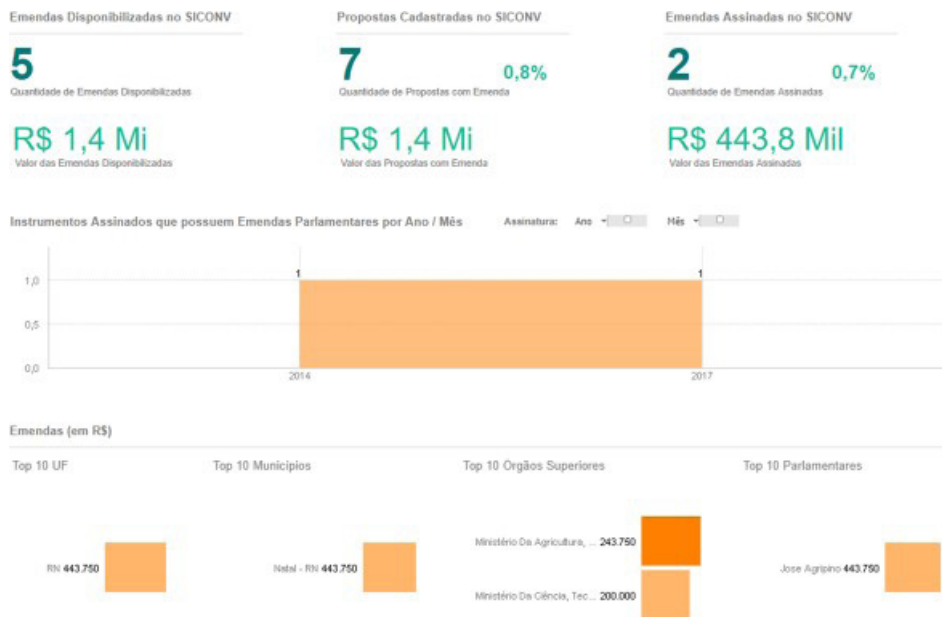 Emendas Disponibilizadas no SICONV
Propostas Cadastradas no SICONV
Emendas Assinadas no SICONV
5
7
0,8%
2
0,7%
Quantidade de Emendas Disponibilizadas
Quantidade de Propostas com Emenda
Quantidade de Emendas Assinadas
R$ 1,4 Mi
R$ 1,4 Mi
R$ 443,8 Mil
Valor das Emendas Disponibilizadas
Valor das Propostas com Emenda
Valor das Emendas Assinadas
Instrumentos Assinados que possuem Emendas Parlamentares por Ano / Mês
Assinatura: Ano Mês
1 1
1,0
0,5
0,0
2014 2017
Emendas (em R$)
Top 10 UF
Top 10 Municípios
Top 10 Órgãos Superiores
Top 10 Parlamentares
Ministério Da Agricultura, ... 243.750
RN 443.750
Natal - RN 443.750
Jose Agripino 443.750
Ministério Da Ciência, Tec... 200.000